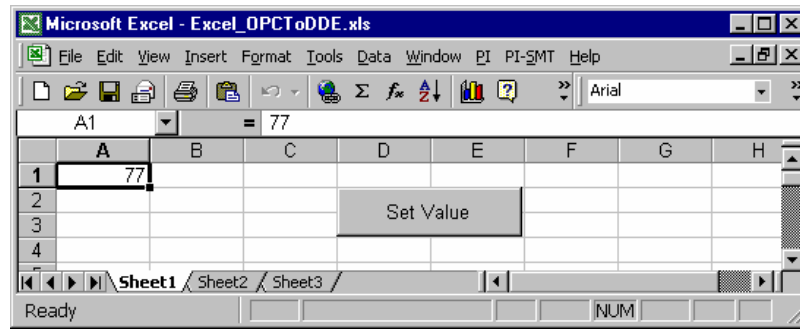 Microsoft Excel - Excel_OPCToDDE.xls
File Edit View Insert Format Tools Data Window PI PI-SMT Help
Arial
A1 = 77
A B C D E F G H
1 77
2
Set Value
3
4
Sheet1 Sheet2 Sheet3
Ready NUM